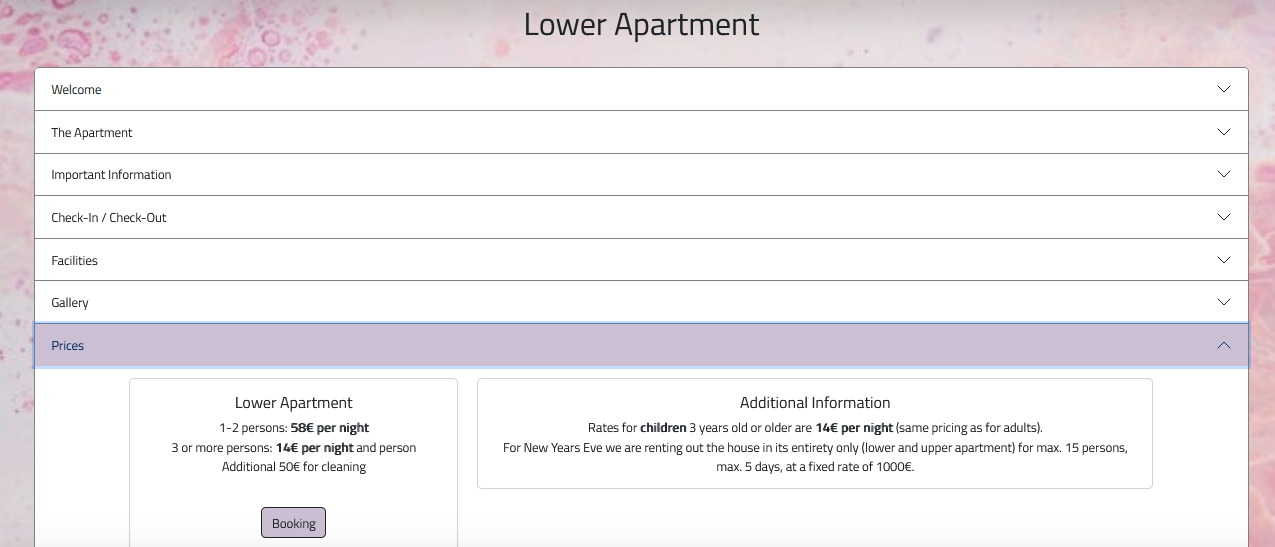 Lower Apartment
Welcome
The Apartment
Important Information
Check-In / Check-Out
Facilities
Gallery
Prices
Lower Apartment
1-2 persons: 58€ per night
3 or more persons: 14€ per night and person
Additional 50€ for cleaning
Booking
Additional Information
Rates for children 3 years old or older are 14€ per night (same pricing as for adults).
For New Years Eve we are renting out the house in its entirety only (lower and upper apartment) for max. 15 persons,
max. 5 days, at a fixed rate of 1000€.